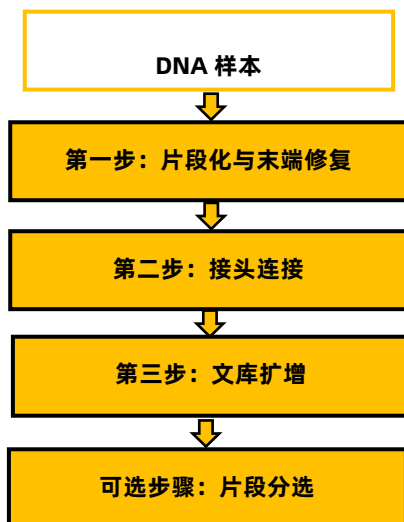 DNA 样本
第一步：片段化与末端修复
第二步：接头连接
第三步：文库扩增
可选步骤：片段分选